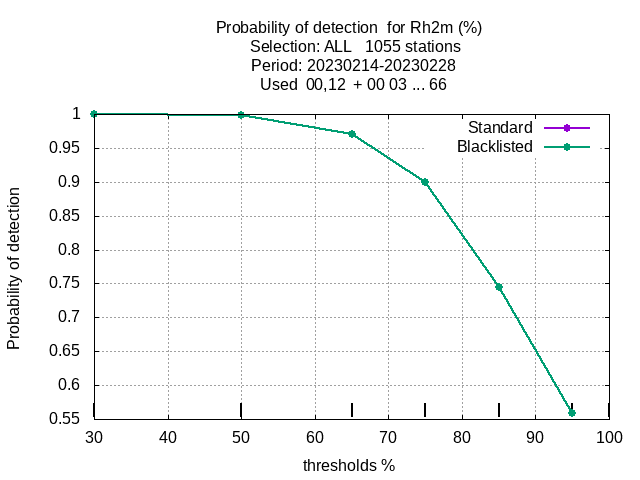 Probability of detection  for Rh2m (%)
Selection: ALL   1055 stations
Period: 20230214-20230228
Used  00,12  + 00 03 ... 66
Standard
Blacklisted
Probability of detection
1
0.95
0.9
0.85
0.8
0.75
0.7
0.65
0.6
0.55
30 40 50 60 70 80 90 100
thresholds %